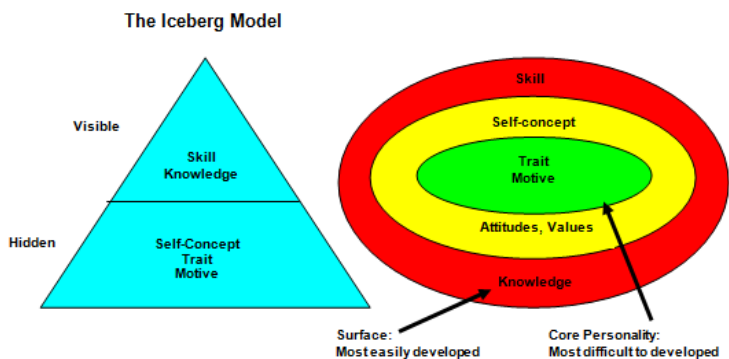 The Iceberg Model
Visible
Skill
Knowledge
Hidden
Self-Concept
Trait
Motive
Skill
Self-concept
Trait
Motive
Attitudes, Values
Knowledge
Surface:
Most easily developed
Core Personality:
Most difficult to developed